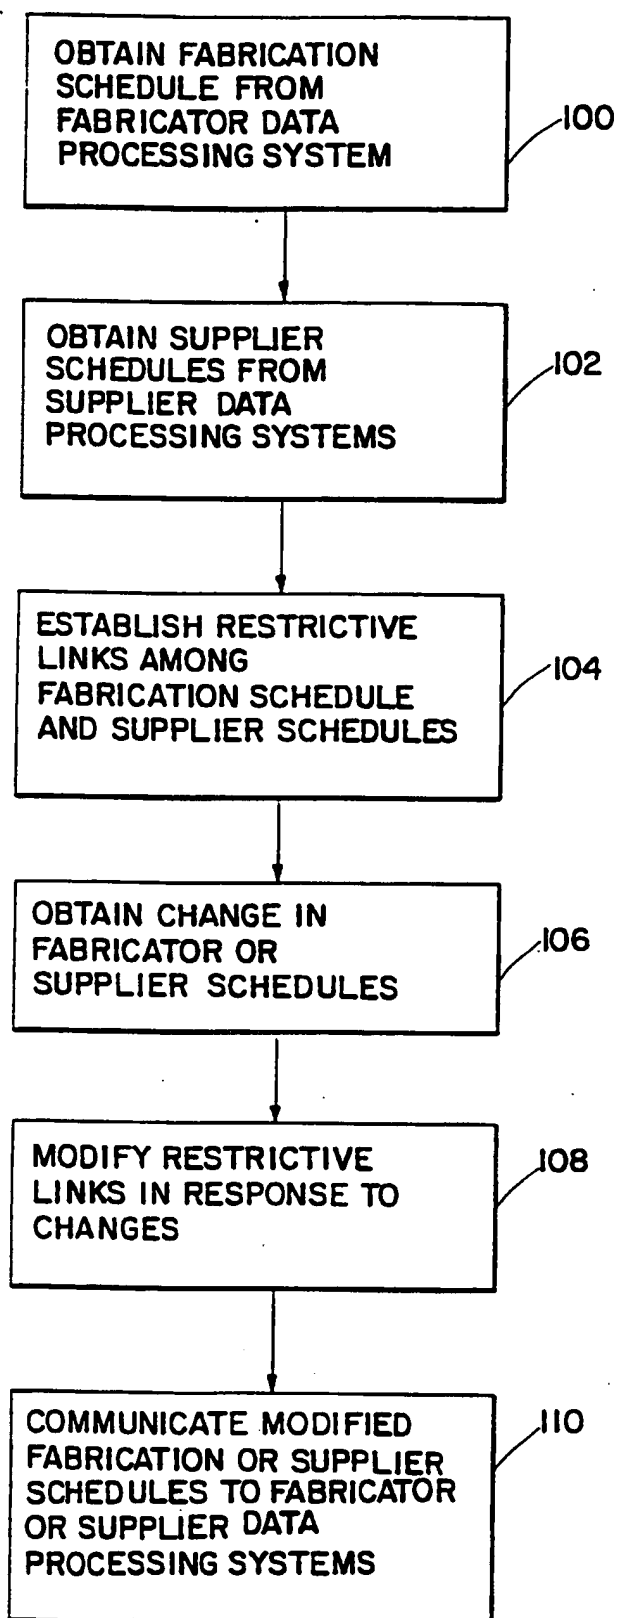 OBTAIN FABRICATION
SCHEDULE FROM
FABRICATOR DATA
PROCESSING SYSTEM
100
OBTAIN SUPPLIER
SCHEDULES FROM
SUPPLIER DATA
PROCESSING SYSTEMS
102
ESTABLISH RESTRICTIVE
LINKS AMONG
FABRICATION SCHEDULE
AND SUPPLIER SCHEDULES
104
OBTAIN CHANGE IN
FABRICATOR OR
SUPPLIER SCHEDULES
106
MODIFY RESTRICTIVE
LINKS IN RESPONSE TO
CHANGES
108
COMMUNICATE MODIFIED
FABRICATION OR SUPPLIER
SCHEDULES TO FABRICATOR
OR SUPPLIER DATA
PROCESSING SYSTEMS
110